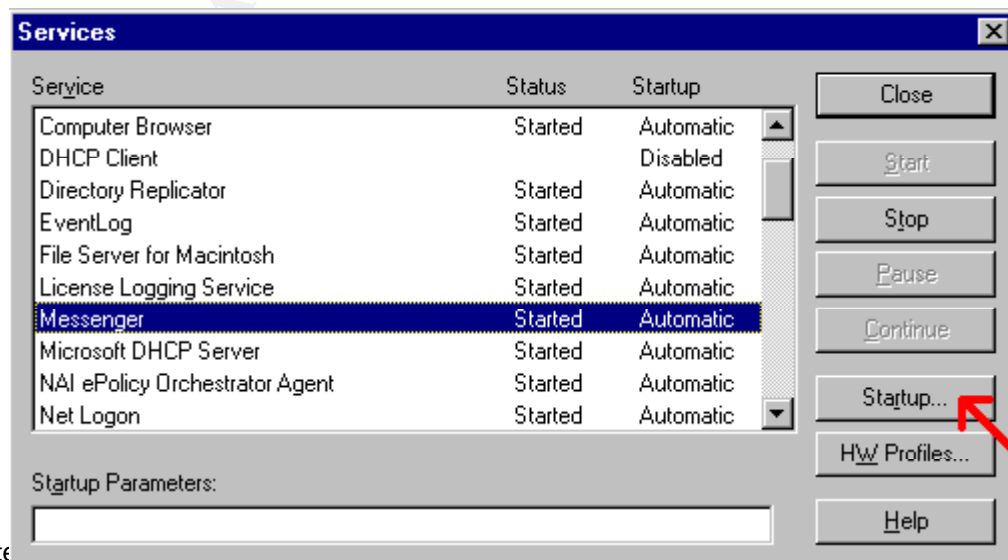 Services
Service Status Startup
Computer Browser Started Automatic
DHCP Client Disabled
Directory Replicator Started Automatic
EventLog Started Automatic
File Server for Macintosh Started Automatic
License Logging Service Started Automatic
Messenger Started Automatic
Microsoft DHCP Server Started Automatic
NAI ePolicy Orchestrator Agent Started Automatic
Net Logon Started Automatic
Startup Parameters:
Close
Start
Stop
Pause
Continue
Startup...
HW Profiles...
Help